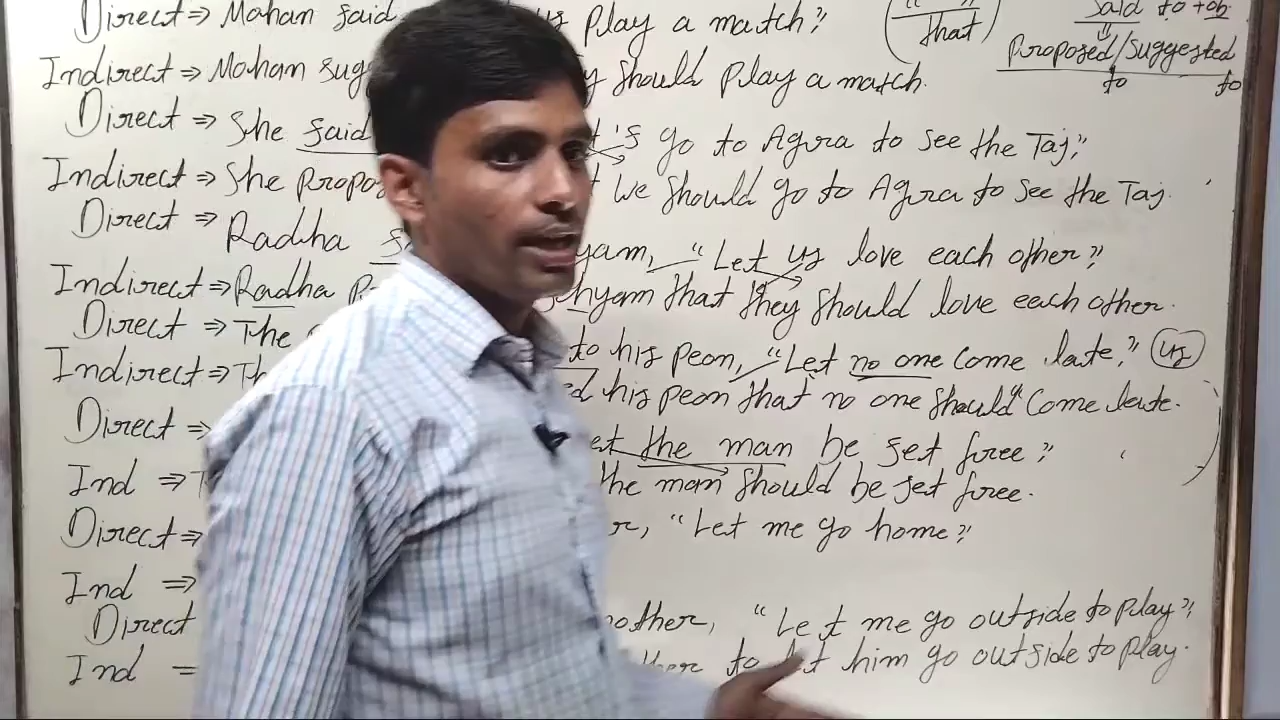 Direct ⇒ Mohan said us play a match."
Indirect ⇒ Mohan sug y should play a match.
Direct ⇒ She said 's go to Agra to see the Taj."
Indirect ⇒ She propos t we should go to Agra to see the Taj.
Direct ⇒ Radha s yam, "Let us love each other."
Indirect ⇒ Radha P hyam that they should love each other.
Direct ⇒ The to his peon, "Let no one come late." (us)
Indirect ⇒ Th ed his peon that no one should come late.
Direct ⇒ et the man be set free."
Ind ⇒ T the man should be set free.
Direct ⇒ r, "Let me go home."
Ind ⇒
Direct mother, "Let me go outside to play".
Ind = ther to let him go outside to play.
(" " / that)
Said to + ob
⇓
Proposed/suggested
to to